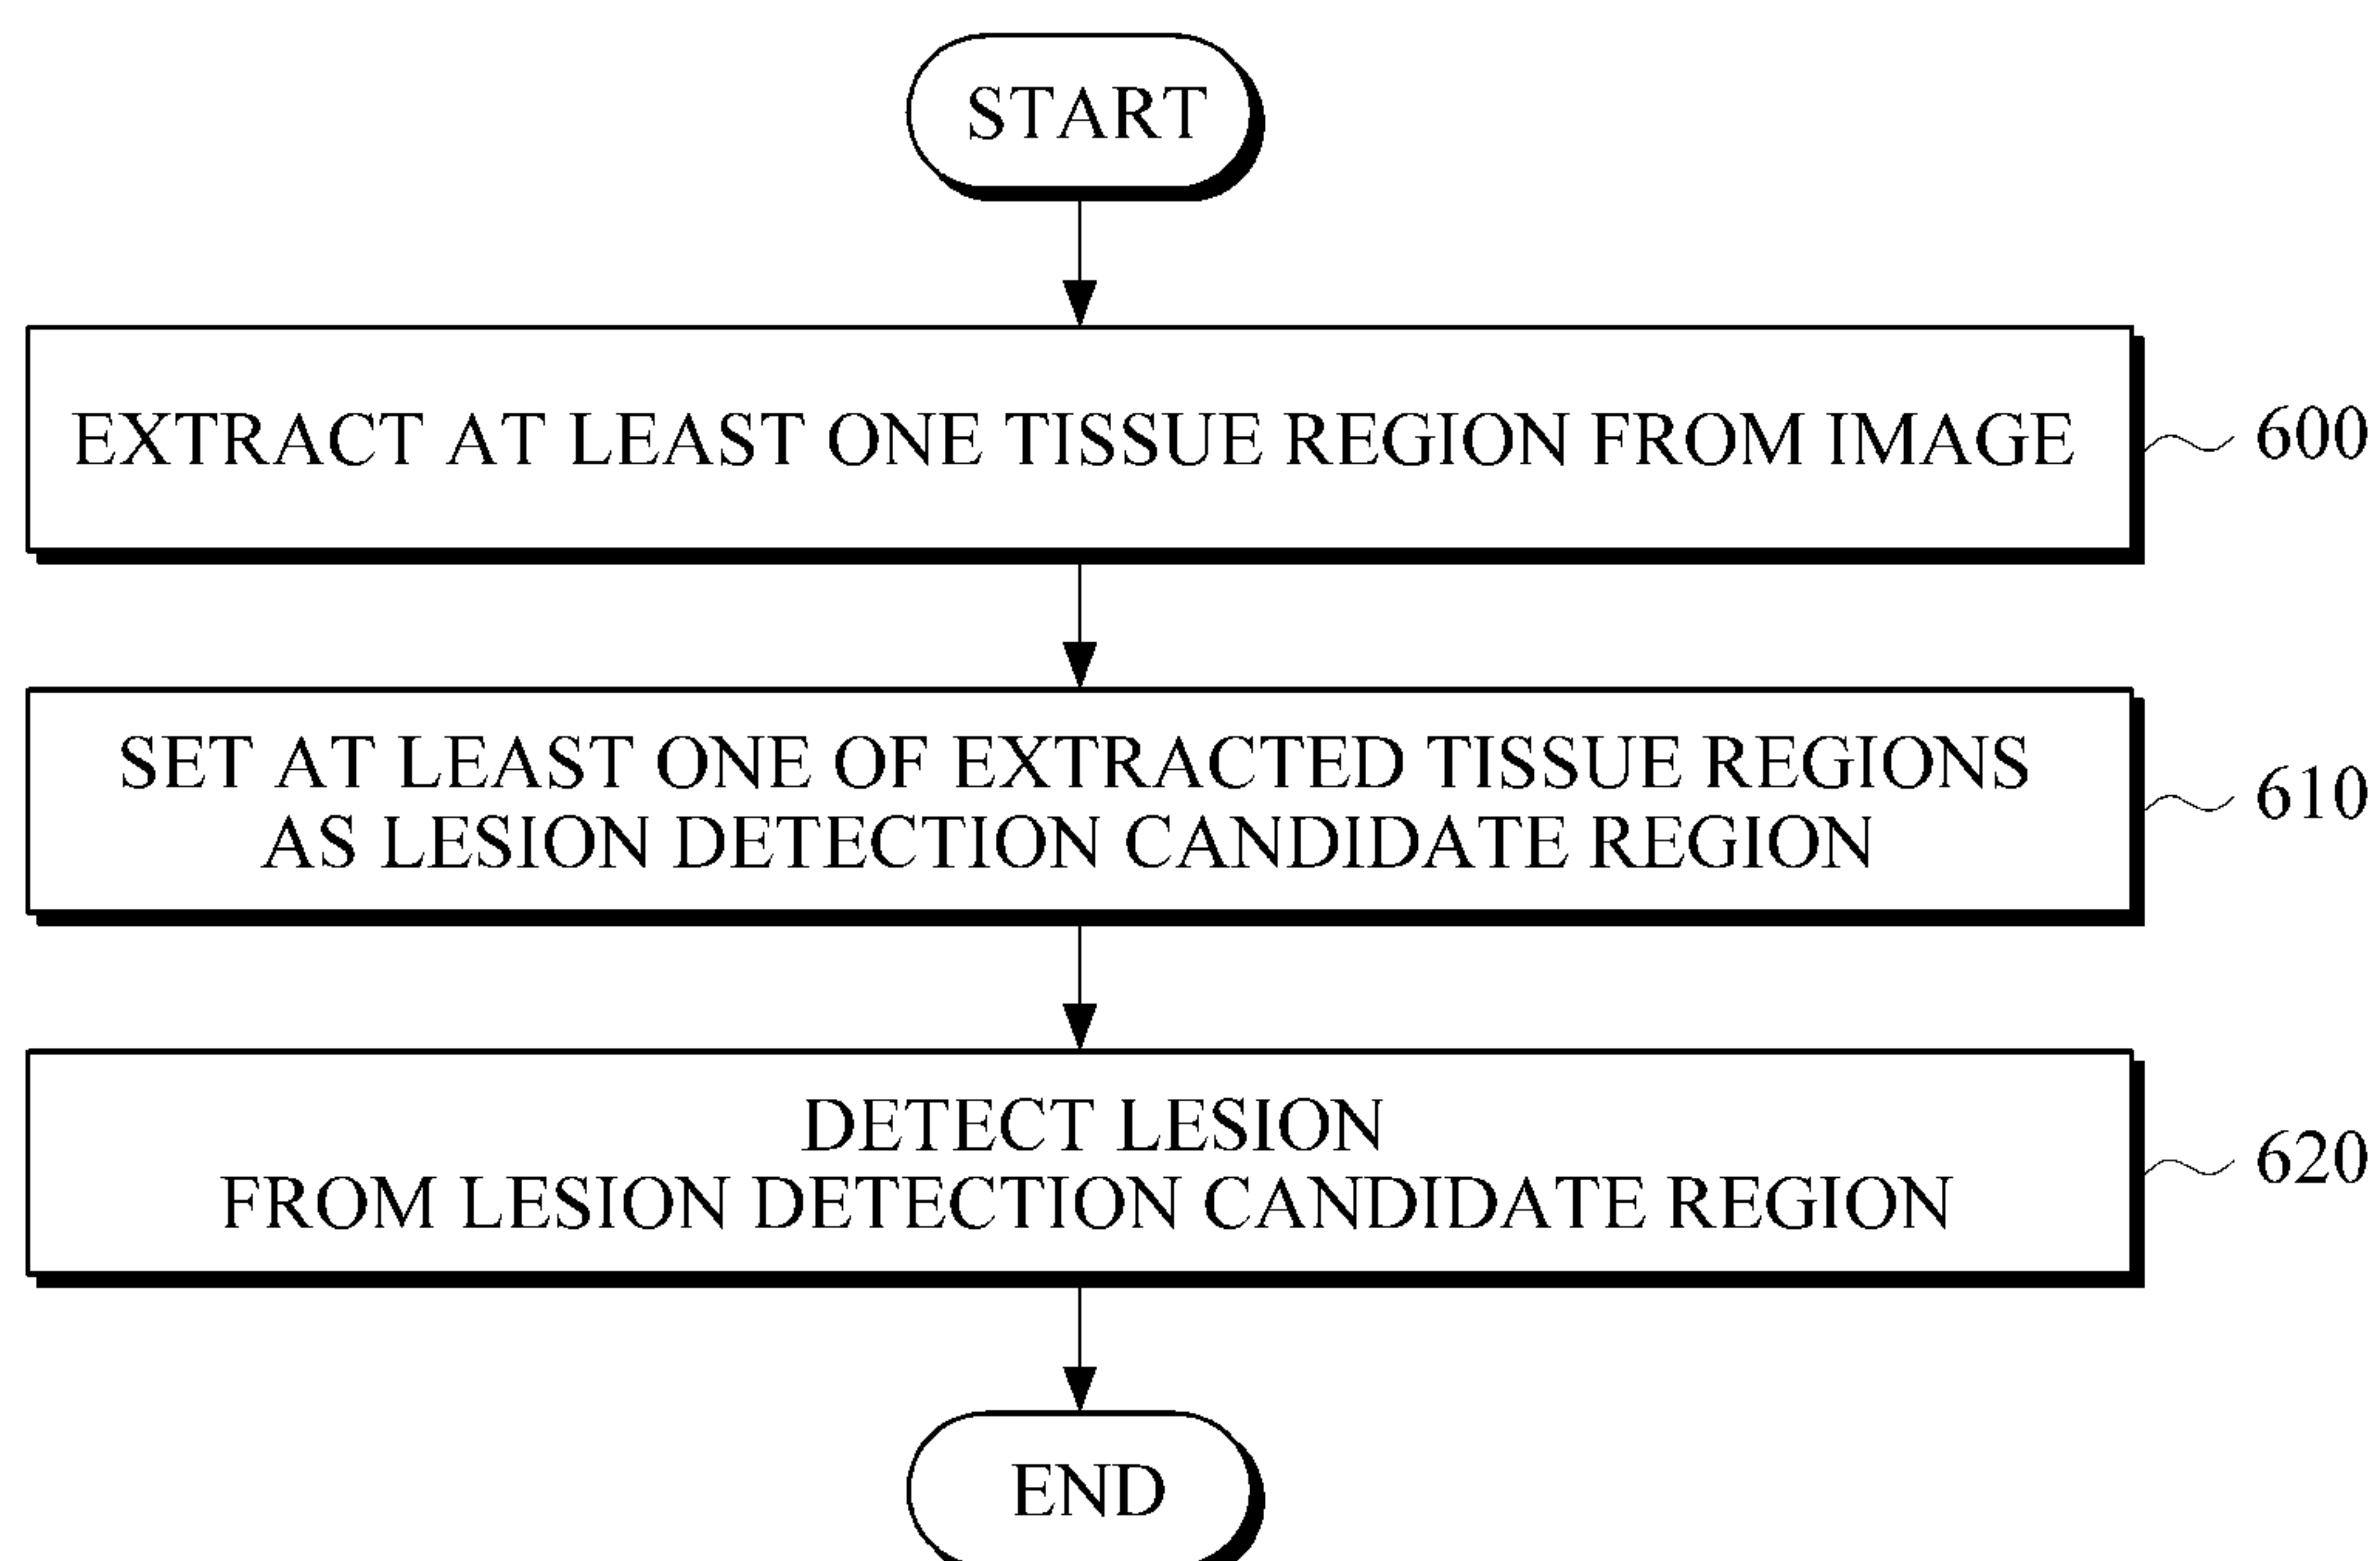 START
EXTRACT AT LEAST ONE TISSUE REGION FROM IMAGE
600
SET AT LEAST ONE OF EXTRACTED TISSUE REGIONS
AS LESION DETECTION CANDIDATE REGION
610
DETECT LESION
FROM LESION DETECTION CANDIDATE REGION
620
END